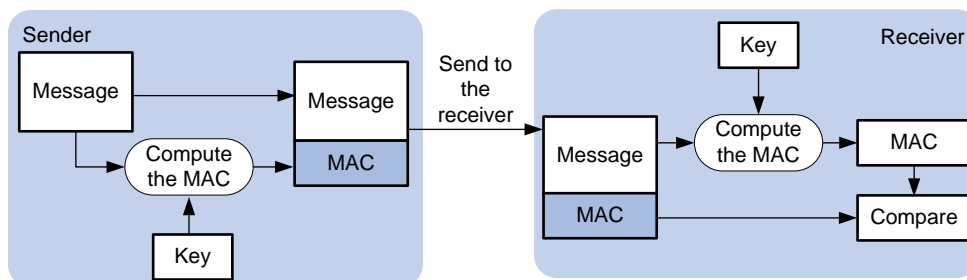 Sender
Message
Compute
the MAC
Key
Message
MAC
Send to
the
receiver
Receiver
Key
Message
MAC
Compute
the MAC
MAC
Compare